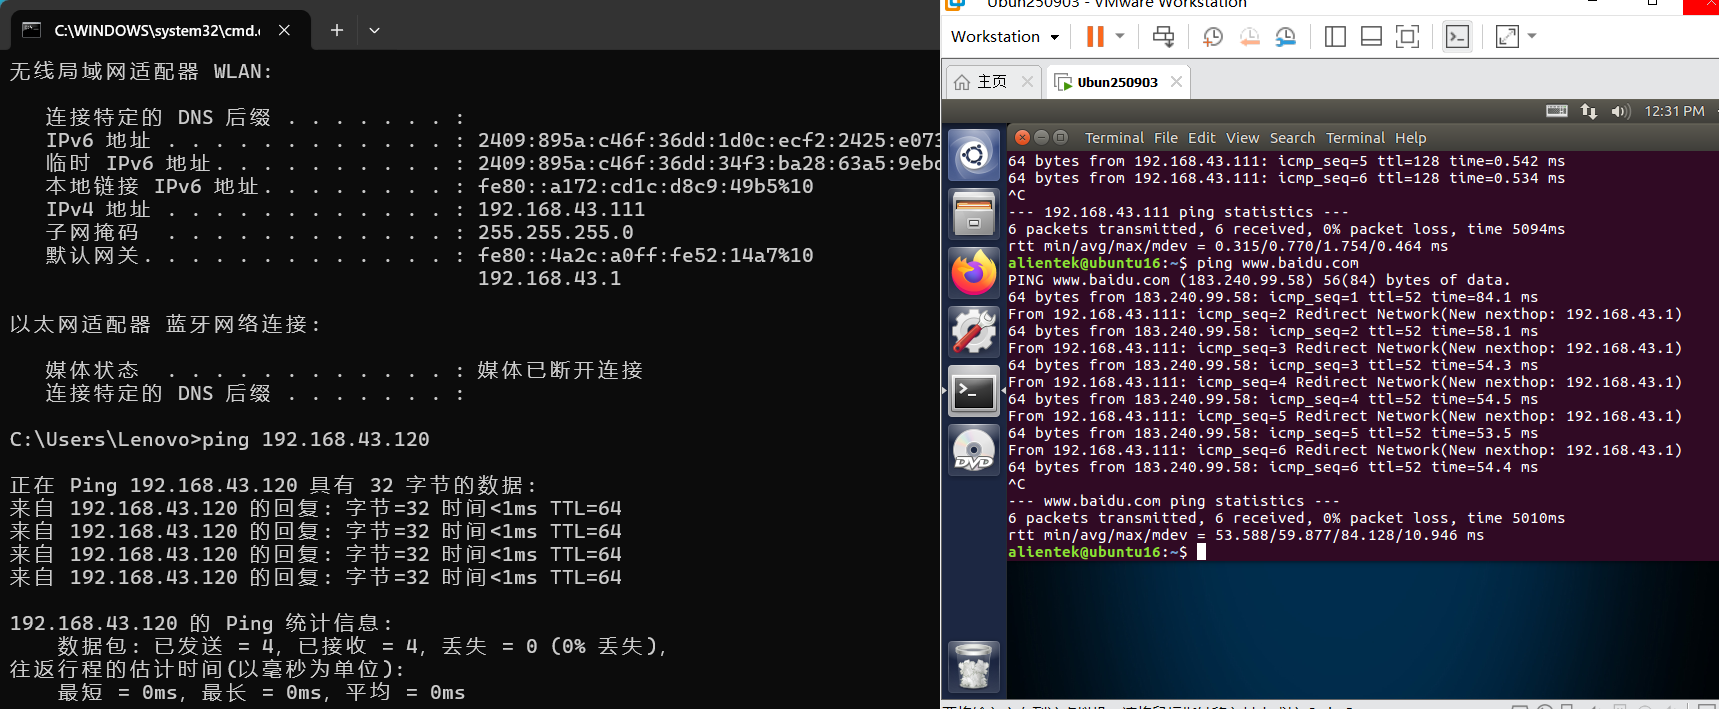 C:\WINDOWS\system32\cmd.
无线局域网适配器 WLAN:
连接特定的 DNS 后缀 . . . . . . . :
IPv6 地址 . . . . . . . . . . . . : 2409:895a:c46f:36dd:1d0c:ecf2:2425:e073
临时 IPv6 地址. . . . . . . . . . : 2409:895a:c46f:36dd:34f3:ba28:63a5:9ebd
本地链接 IPv6 地址. . . . . . . . : fe80::a172:cd1c:d8c9:49b5%10
IPv4 地址 . . . . . . . . . . . . : 192.168.43.111
子网掩码  . . . . . . . . . . . . : 255.255.255.0
默认网关. . . . . . . . . . . . . : fe80::4a2c:a0ff:fe52:14a7%10
192.168.43.1
以太网适配器 蓝牙网络连接:
媒体状态  . . . . . . . . . . . . : 媒体已断开连接
连接特定的 DNS 后缀 . . . . . . . :
C:\Users\Lenovo>ping 192.168.43.120
正在 Ping 192.168.43.120 具有 32 字节的数据:
来自 192.168.43.120 的回复: 字节=32 时间<1ms TTL=64
来自 192.168.43.120 的回复: 字节=32 时间<1ms TTL=64
来自 192.168.43.120 的回复: 字节=32 时间<1ms TTL=64
来自 192.168.43.120 的回复: 字节=32 时间<1ms TTL=64
192.168.43.120 的 Ping 统计信息:
数据包: 已发送 = 4, 已接收 = 4, 丢失 = 0 (0% 丢失),
往返行程的估计时间(以毫秒为单位):
最短 = 0ms, 最长 = 0ms, 平均 = 0ms
Ubun250903 - VMware Workstation
Workstation
主页
Ubun250903
12:31 PM
Terminal File Edit View Search Terminal Help
64 bytes from 192.168.43.111: icmp_seq=5 ttl=128 time=0.542 ms
64 bytes from 192.168.43.111: icmp_seq=6 ttl=128 time=0.534 ms
^C
--- 192.168.43.111 ping statistics ---
6 packets transmitted, 6 received, 0% packet loss, time 5094ms
rtt min/avg/max/mdev = 0.315/0.770/1.754/0.464 ms
alientek@ubuntu16:~$ ping www.baidu.com
PING www.baidu.com (183.240.99.58) 56(84) bytes of data.
64 bytes from 183.240.99.58: icmp_seq=1 ttl=52 time=84.1 ms
From 192.168.43.111: icmp_seq=2 Redirect Network(New nexthop: 192.168.43.1)
64 bytes from 183.240.99.58: icmp_seq=2 ttl=52 time=58.1 ms
From 192.168.43.111: icmp_seq=3 Redirect Network(New nexthop: 192.168.43.1)
64 bytes from 183.240.99.58: icmp_seq=3 ttl=52 time=54.3 ms
From 192.168.43.111: icmp_seq=4 Redirect Network(New nexthop: 192.168.43.1)
64 bytes from 183.240.99.58: icmp_seq=4 ttl=52 time=54.5 ms
From 192.168.43.111: icmp_seq=5 Redirect Network(New nexthop: 192.168.43.1)
64 bytes from 183.240.99.58: icmp_seq=5 ttl=52 time=53.5 ms
From 192.168.43.111: icmp_seq=6 Redirect Network(New nexthop: 192.168.43.1)
64 bytes from 183.240.99.58: icmp_seq=6 ttl=52 time=54.4 ms
^C
--- www.baidu.com ping statistics ---
6 packets transmitted, 6 received, 0% packet loss, time 5010ms
rtt min/avg/max/mdev = 53.588/59.877/84.128/10.946 ms
alientek@ubuntu16:~$
DVD